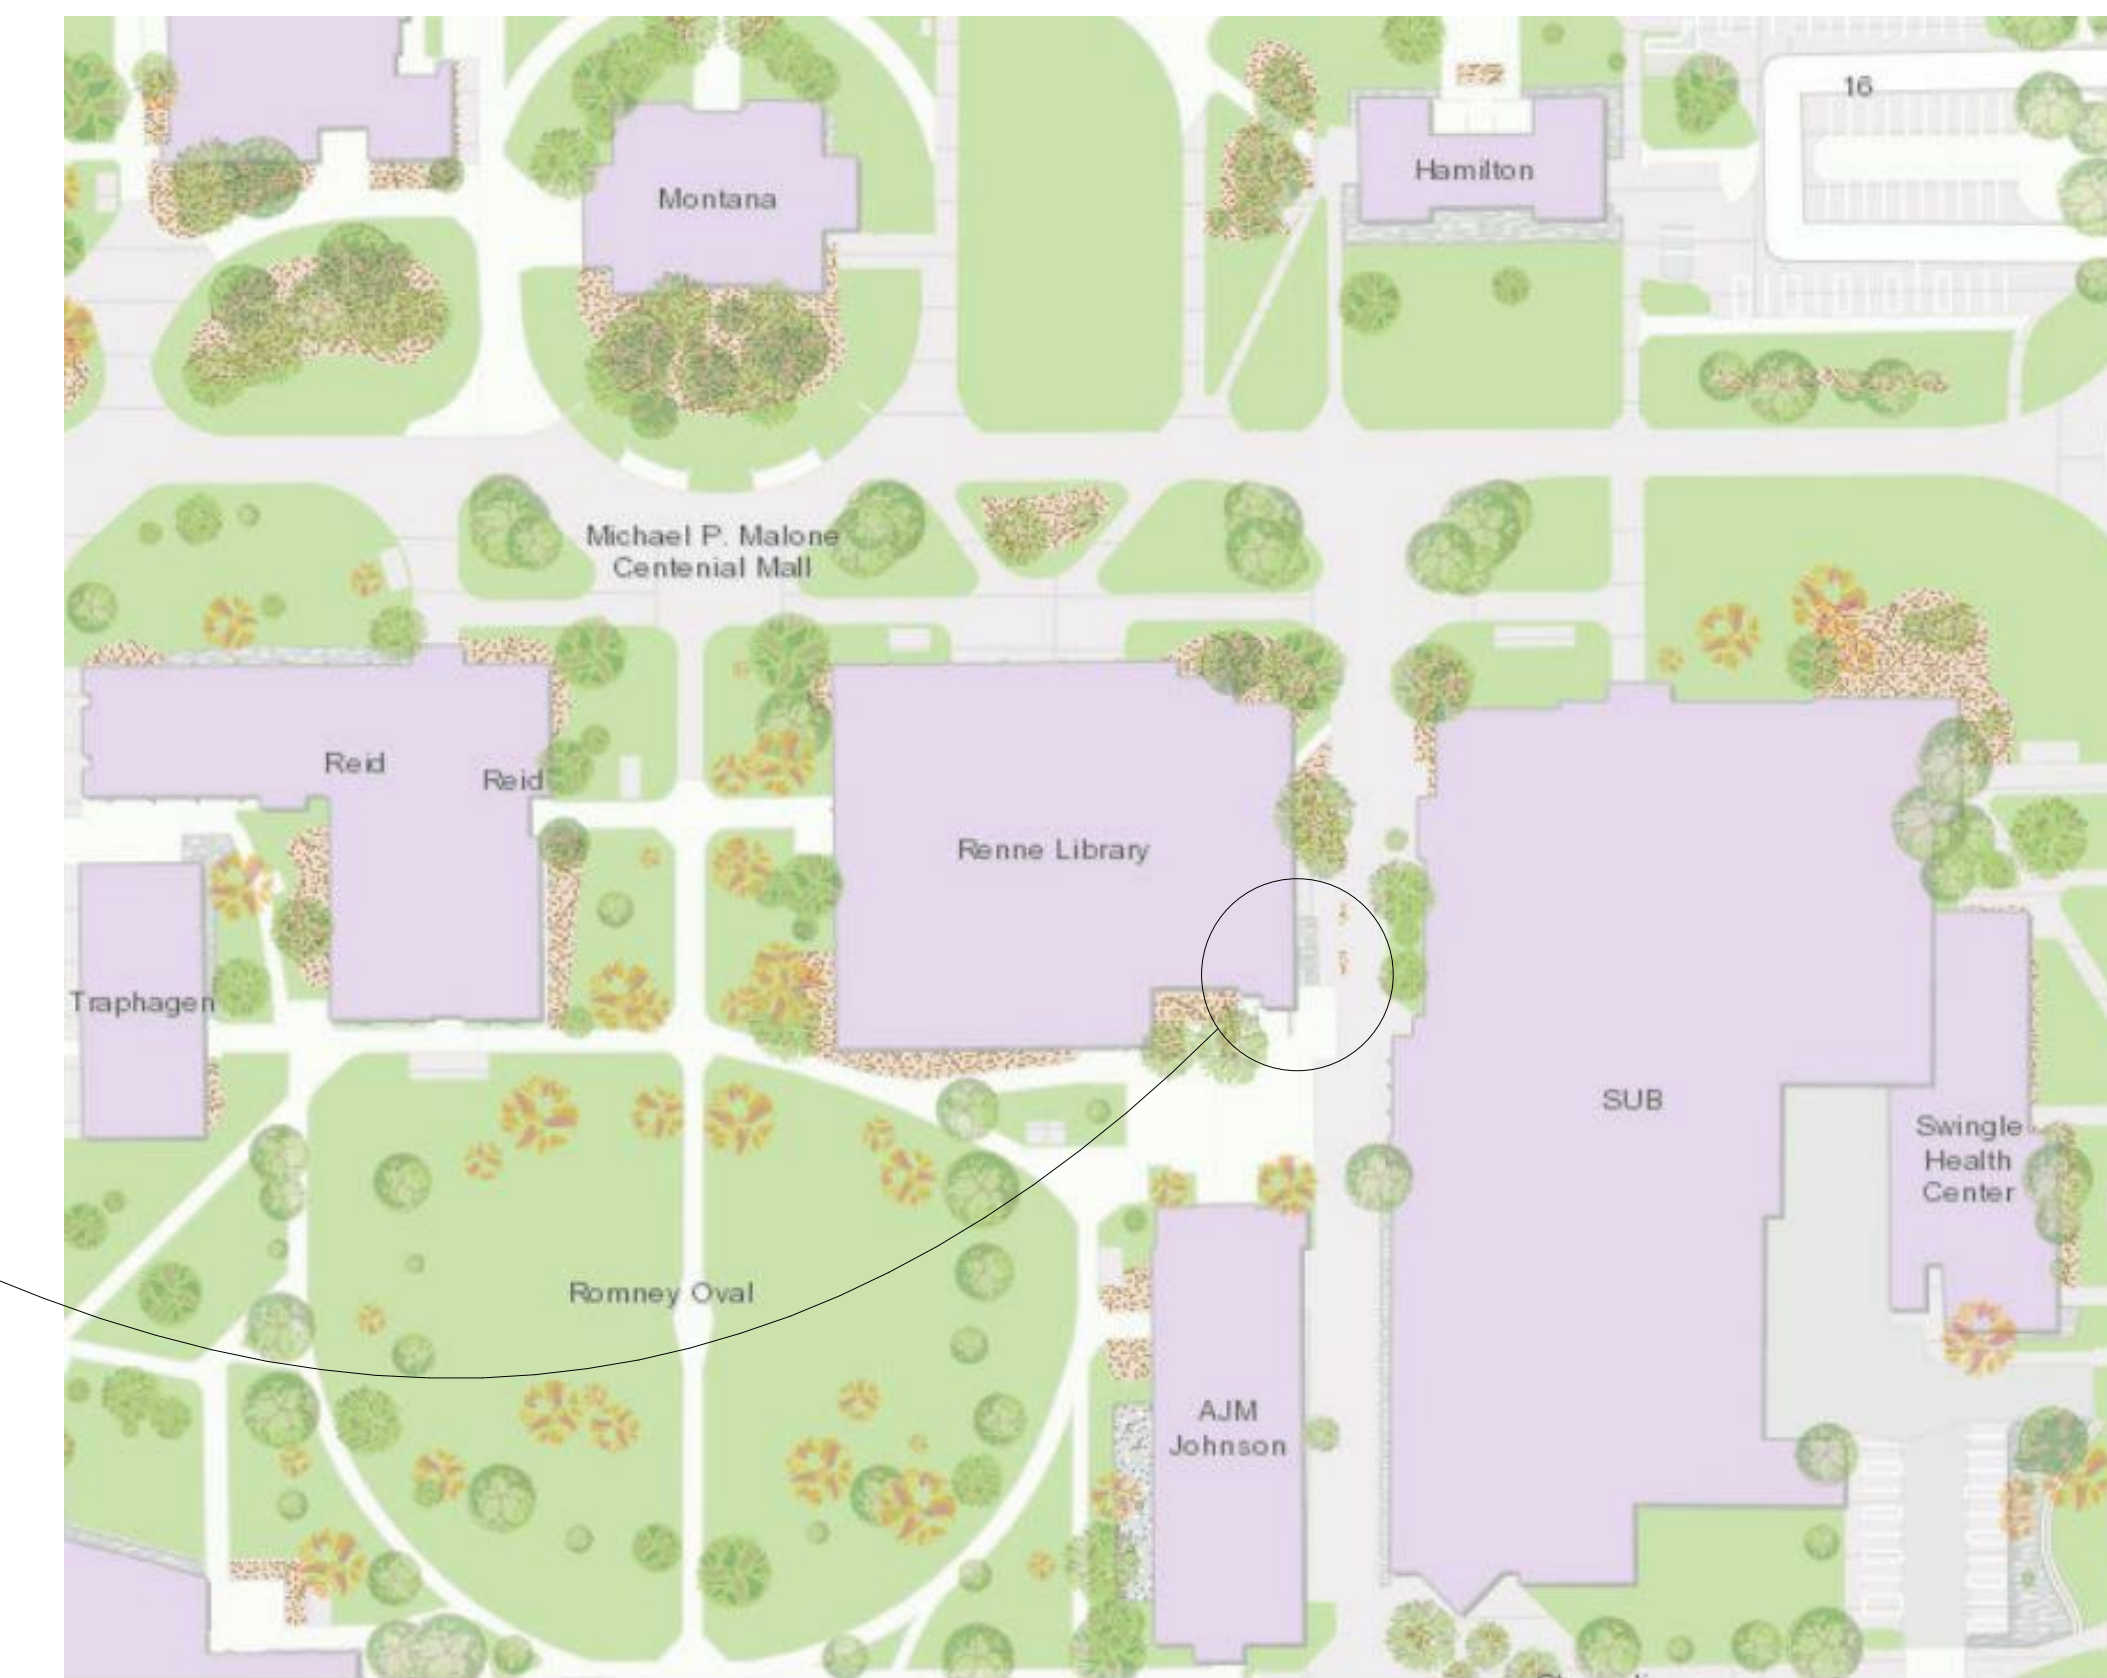 16
Hamilton
Montana
Michael P. Malone
Centenial Mall
Reid
Reid
Renne Library
Traphagen
SUB
Swingle
Health
Center
Romney Oval
AJM
Johnson